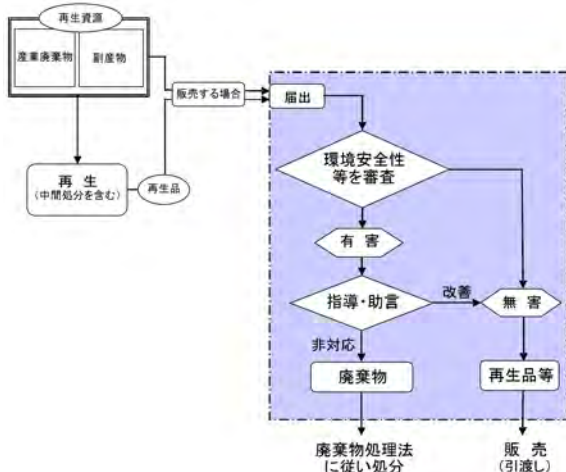 再生資源
産業廃棄物
副産物
販売する場合
届出
再 生
(中間処分を含む)
再生品
環境安全性
等を審査
有 害
指導・助言
改善
無 害
非対応
廃棄物
再生品等
廃棄物処理法
に従い処分
販 売
(引渡し)